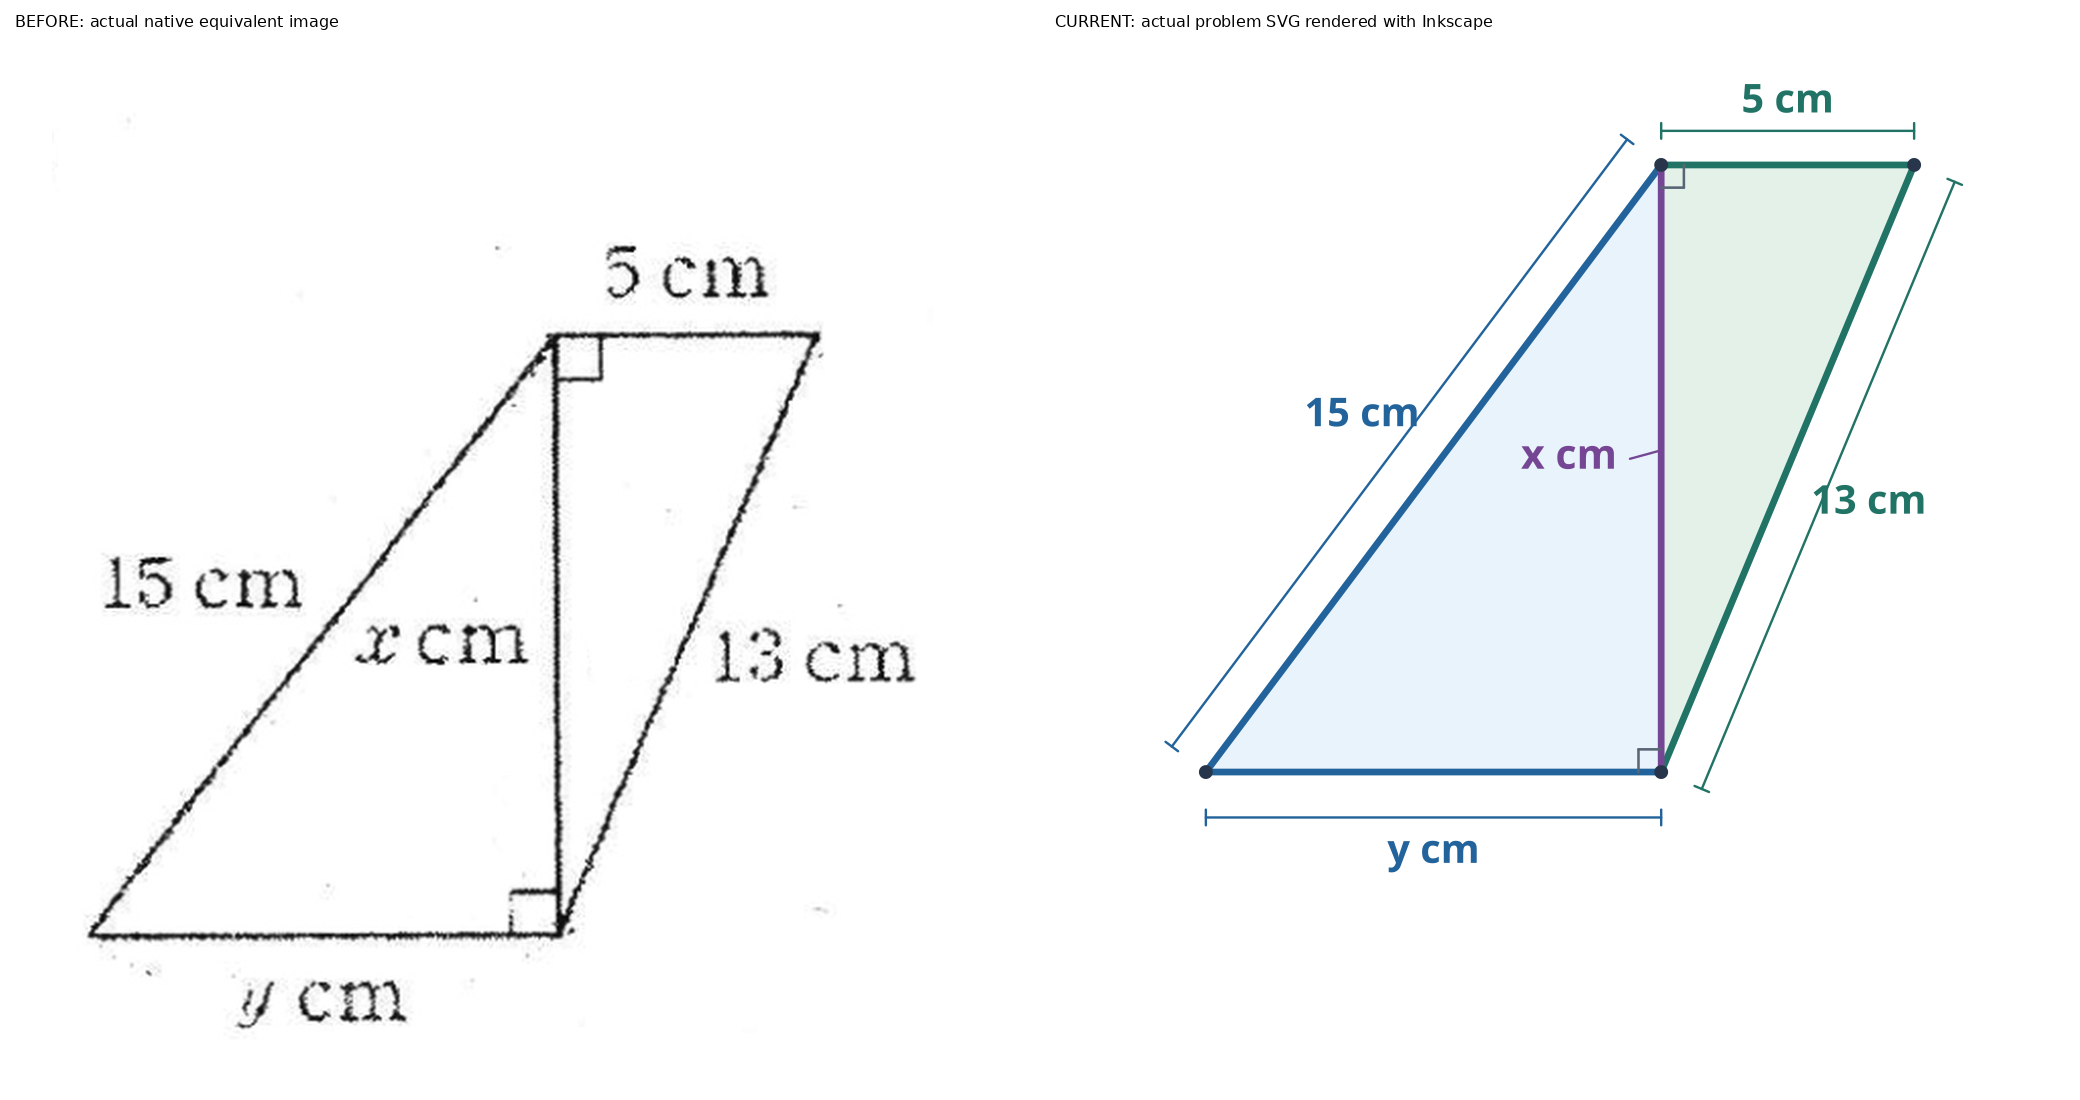 BEFORE: actual native equivalent image
5 cm
15 cm
x cm
13 cm
y cm
CURRENT: actual problem SVG rendered with Inkscape
5 cm
15 cm
x cm
13 cm
y cm